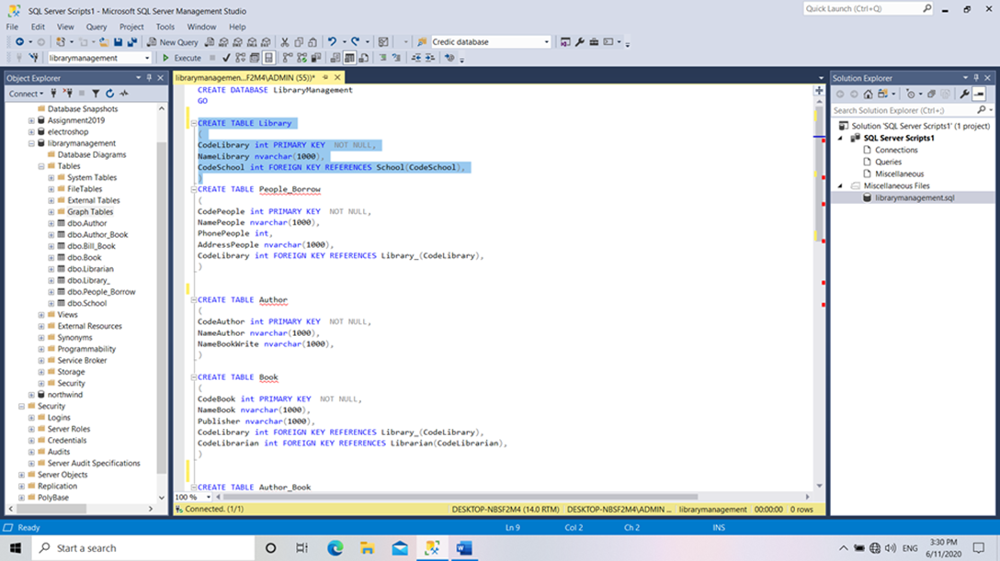 SQL Server Scripts1 - Microsoft SQL Server Management Studio
Quick Launch (Ctrl+Q)
File Edit View Query Project Tools Window Help
New Query
Credic database
librarymanagement
Execute
Object Explorer
Connect
Database Snapshots
Assignment2019
electroshop
librarymanagement
Database Diagrams
Tables
System Tables
FileTables
External Tables
Graph Tables
dbo.Author
dbo.Author_Book
dbo.Bill_Book
dbo.Book
dbo.Librarian
dbo.Library_
dbo.People_Borrow
dbo.School
Views
External Resources
Synonyms
Programmability
Service Broker
Storage
Security
northwind
Security
Logins
Server Roles
Credentials
Audits
Server Audit Specifications
Server Objects
Replication
PolyBase
librarymanagemen...F2M4\ADMIN (55))*
CREATE DATABASE LibraryManagement
GO
CREATE TABLE Library
(
CodeLibrary int PRIMARY KEY NOT NULL,
NameLibrary nvarchar(1000),
CodeSchool int FOREIGN KEY REFERENCES School(CodeSchool),
)
CREATE TABLE People_Borrow
(
CodePeople int PRIMARY KEY NOT NULL,
NamePeople nvarchar(1000),
PhonePeople int,
AddressPeople nvarchar(1000),
CodeLibrary int FOREIGN KEY REFERENCES Library_(CodeLibrary),
)
CREATE TABLE Author
(
CodeAuthor int PRIMARY KEY NOT NULL,
NameAuthor nvarchar(1000),
NameBookWrite nvarchar(1000),
)
CREATE TABLE Book
(
CodeBook int PRIMARY KEY NOT NULL,
NameBook nvarchar(1000),
Publisher nvarchar(1000),
CodeLibrary int FOREIGN KEY REFERENCES Library_(CodeLibrary),
CodeLibrarian int FOREIGN KEY REFERENCES Librarian(CodeLibrarian),
)
CREATE TABLE Author_Book
100 %
Connected. (1/1) DESKTOP-NBSF2M4 (14.0 RTM) DESKTOP-NBSF2M4\ADMIN ... librarymanagement 00:00:00 0 rows
Solution Explorer
Search Solution Explorer (Ctrl+;)
Solution 'SQL Server Scripts1' (1 project)
SQL Server Scripts1
Connections
Queries
Miscellaneous
Miscellaneous Files
librarymanagement.sql
Ready Ln 9 Col 2 Ch 2 INS
Start a search
ENG
3:30 PM
6/11/2020